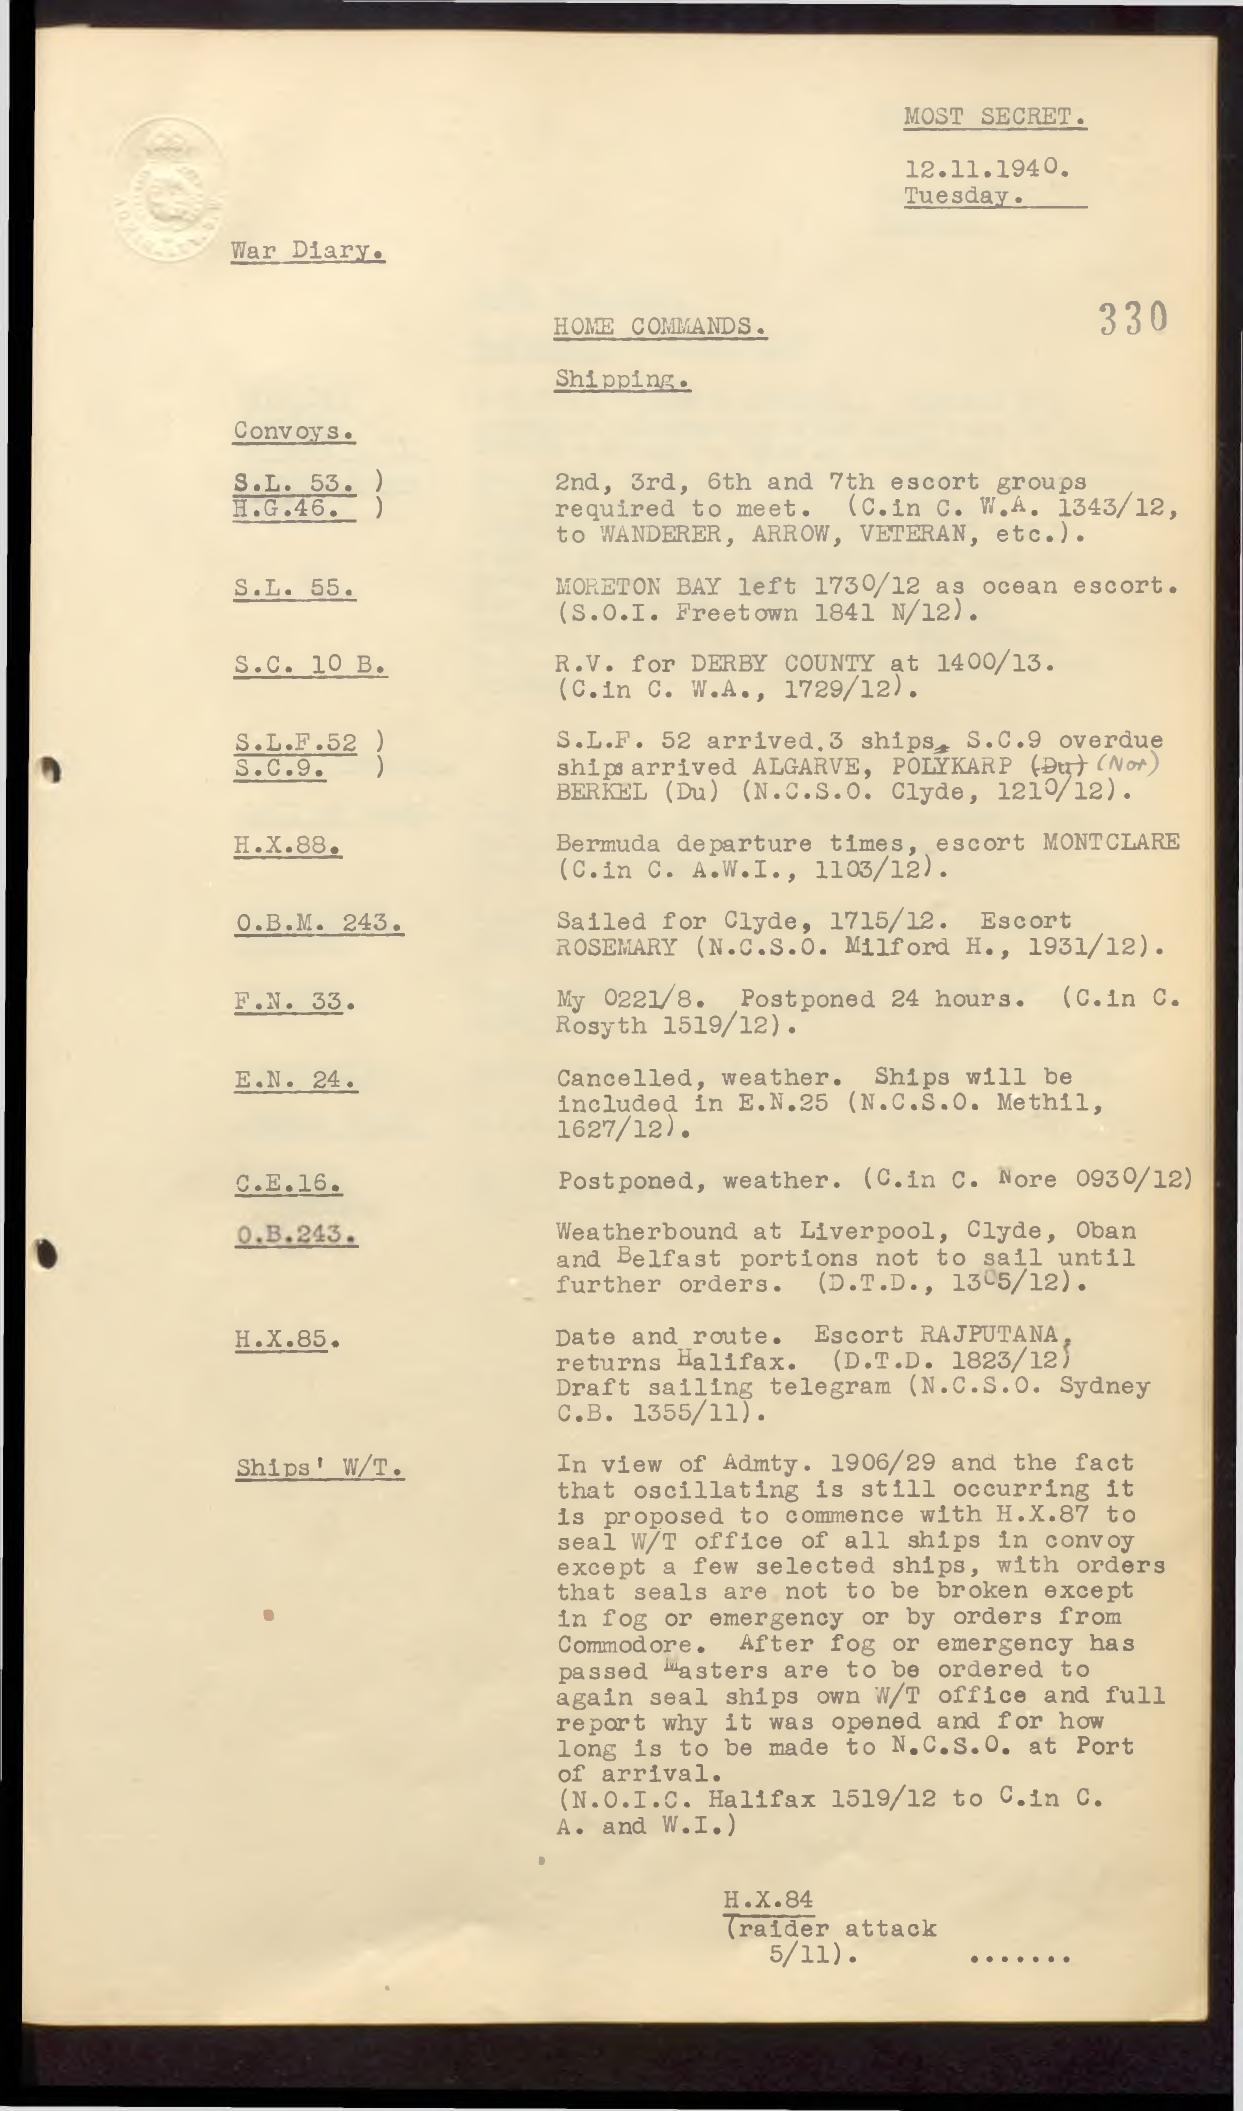 MOST SECRET.
12.11.1940.
Tuesday.
War Diary.
330
HOME COMMANDS.
Shipping.
Convoys.
S.L. 53. ) 2nd, 3rd, 6th and 7th escort groups
H.G.46. ) required to meet. (C.in C. W.A. 1343/12,
to WANDERER, ARROW, VETERAN, etc.).
S.L. 55. MORETON BAY left 1730/12 as ocean escort.
(S.O.I. Freetown 1841 N/12).
S.C. 10 B. R.V. for DERBY COUNTY at 1400/13.
(C.in C. W.A., 1729/12).
S.L.F.52 ) S.L.F. 52 arrived.3 ships, S.C.9 overdue
S.C.9. ) ships arrived ALGARVE, POLYKARP (Du) (Nor)
BERKEL (Du) (N.C.S.O. Clyde, 1210/12).
H.X.88. Bermuda departure times, escort MONTCLARE
(C.in C. A.W.I., 1103/12).
O.B.M. 243. Sailed for Clyde, 1715/12. Escort
ROSEMARY (N.C.S.O. Milford H., 1931/12).
F.N. 33. My 0221/8. Postponed 24 hours. (C.in C.
Rosyth 1519/12).
E.N. 24. Cancelled, weather. Ships will be
included in E.N.25 (N.C.S.O. Methil,
1627/12).
C.E.16. Postponed, weather. (C.in C. Nore 0930/12)
O.B.243. Weatherbound at Liverpool, Clyde, Oban
and Belfast portions not to sail until
further orders. (D.T.D., 1305/12).
H.X.85. Date and route. Escort RAJPUTANA,
returns Halifax. (D.T.D. 1823/12)
Draft sailing telegram (N.C.S.O. Sydney
C.B. 1355/11).
Ships' W/T. In view of Admty. 1906/29 and the fact
that oscillating is still occurring it
is proposed to commence with H.X.87 to
seal W/T office of all ships in convoy
except a few selected ships, with orders
that seals are not to be broken except
in fog or emergency or by orders from
Commodore. After fog or emergency has
passed Masters are to be ordered to
again seal ships own W/T office and full
report why it was opened and for how
long is to be made to N.C.S.O. at Port
of arrival.
(N.O.I.C. Halifax 1519/12 to C.in C.
A. and W.I.)
H.X.84
(raider attack
5/11). .......